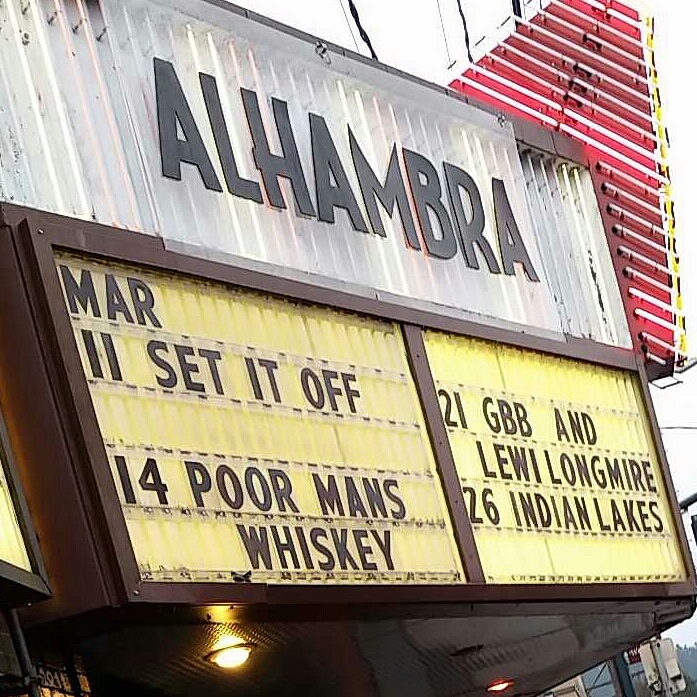 ALHAMBRA
MAR
11 SET IT OFF
14 POOR MANS
WHISKEY
21 GBB AND
LEWI LONGMIRE
26 INDIAN LAKES